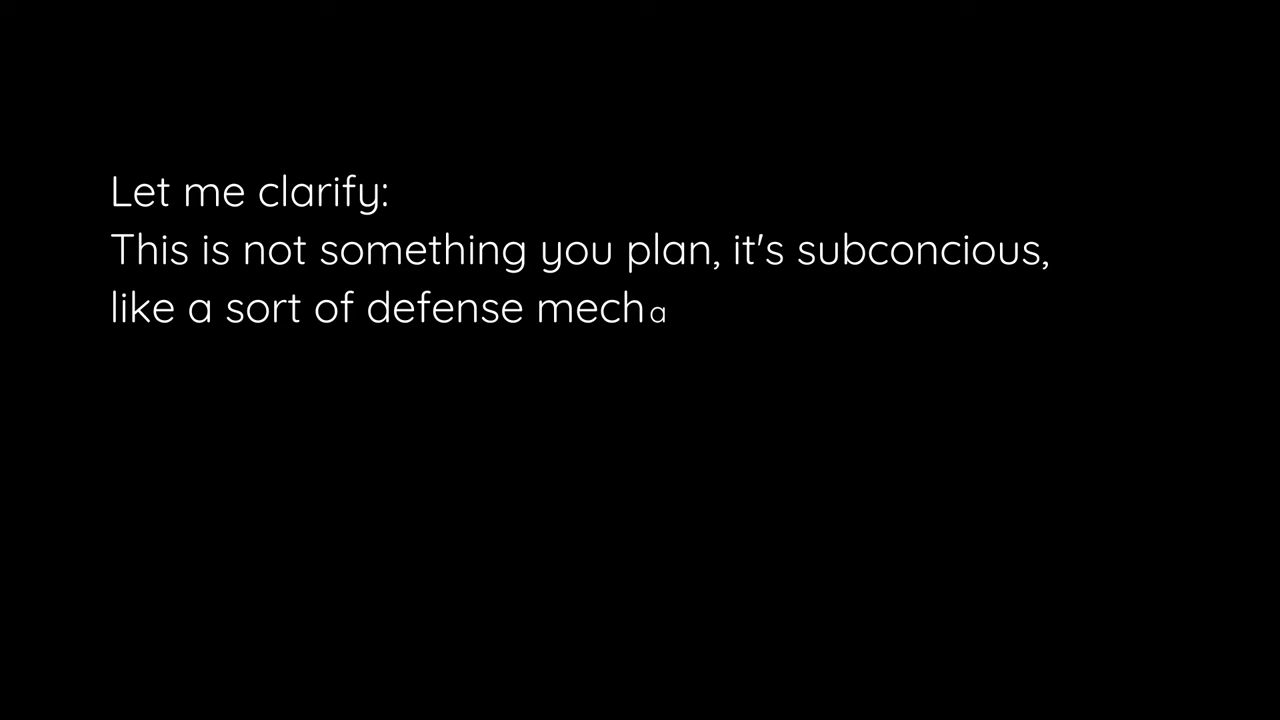 Let me clarify:
This is not something you plan, it's subconcious,
like a sort of defense mecha